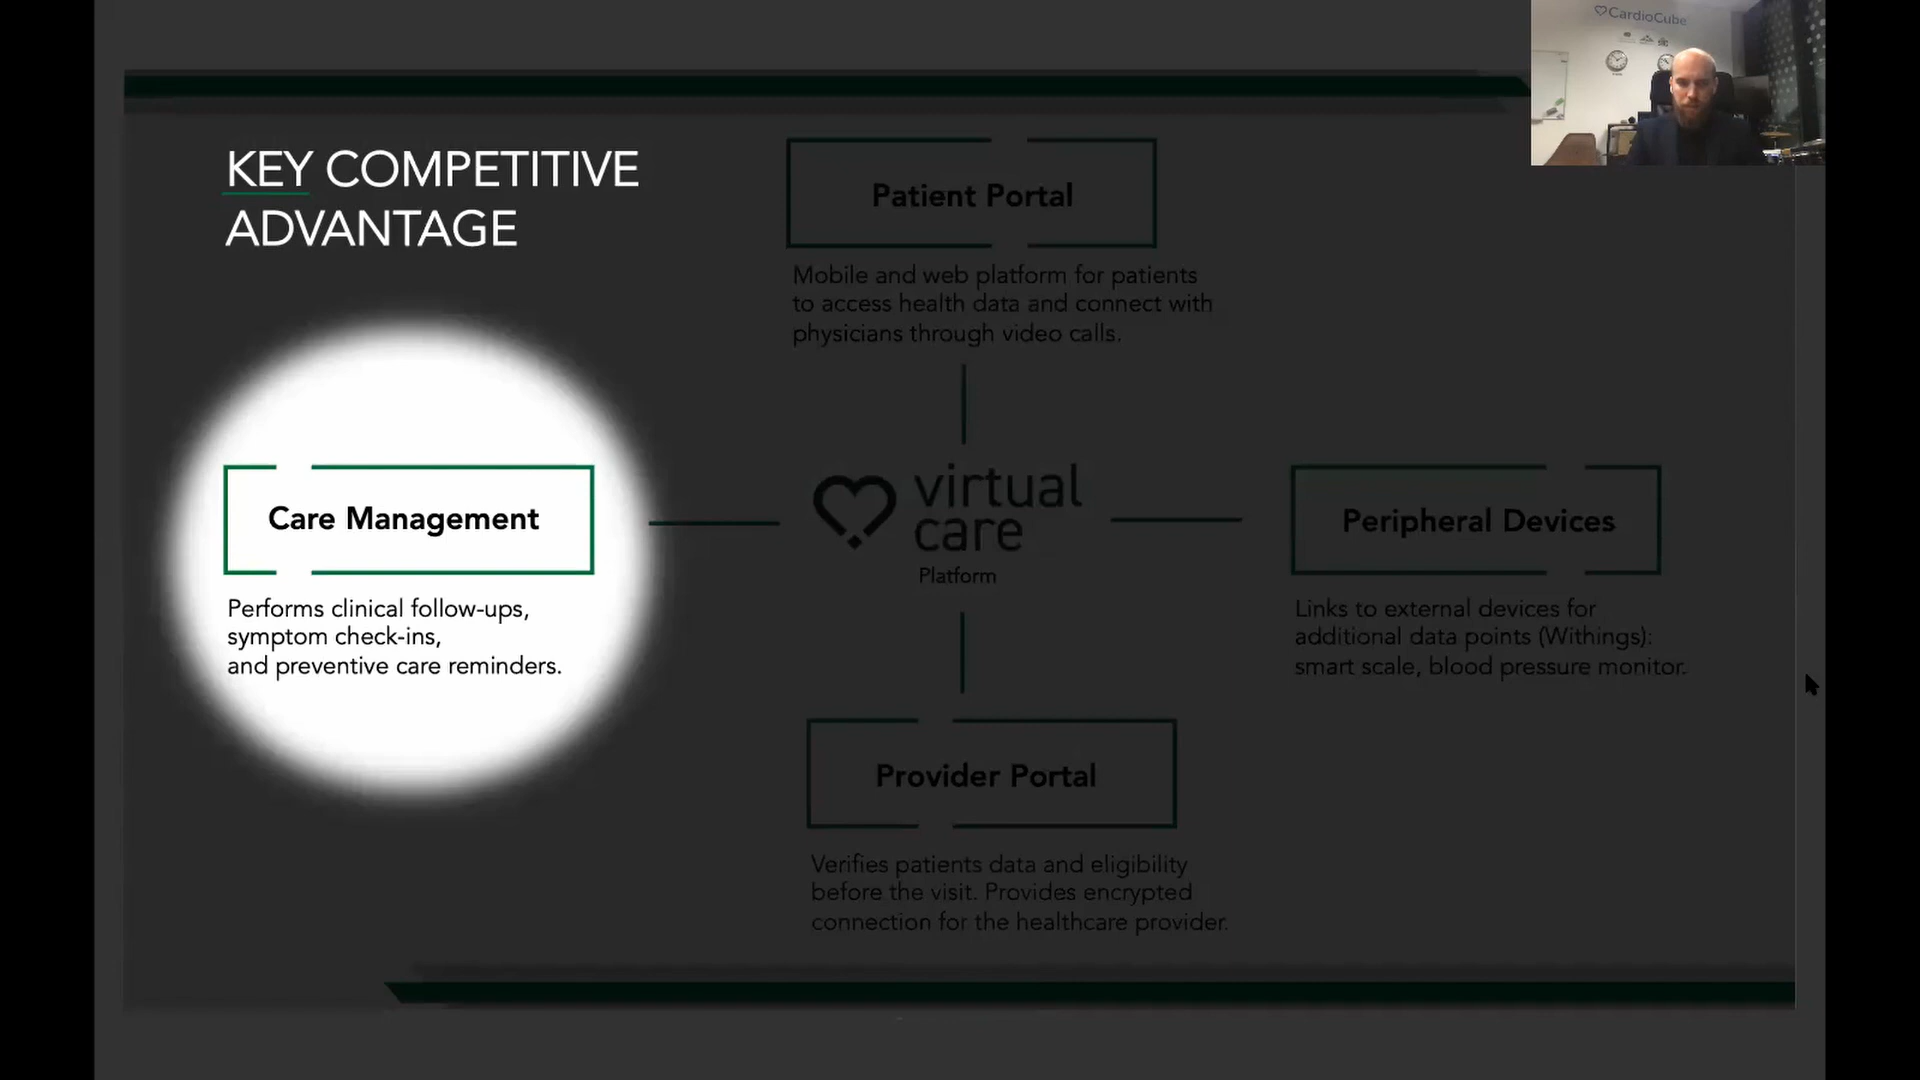 CardioCube
KEY COMPETITIVE
ADVANTAGE
Patient Portal
Mobile and web platform for patients
to access health data and connect with
physicians through video calls.
Care Management
Performs clinical follow-ups,
symptom check-ins,
and preventive care reminders.
virtual
care
Platform
Peripheral Devices
Links to external devices for
additional data points (Withings):
smart scale, blood pressure monitor.
Provider Portal
Verifies patients data and eligibility
before the visit. Provides encrypted
connection for the healthcare provider.